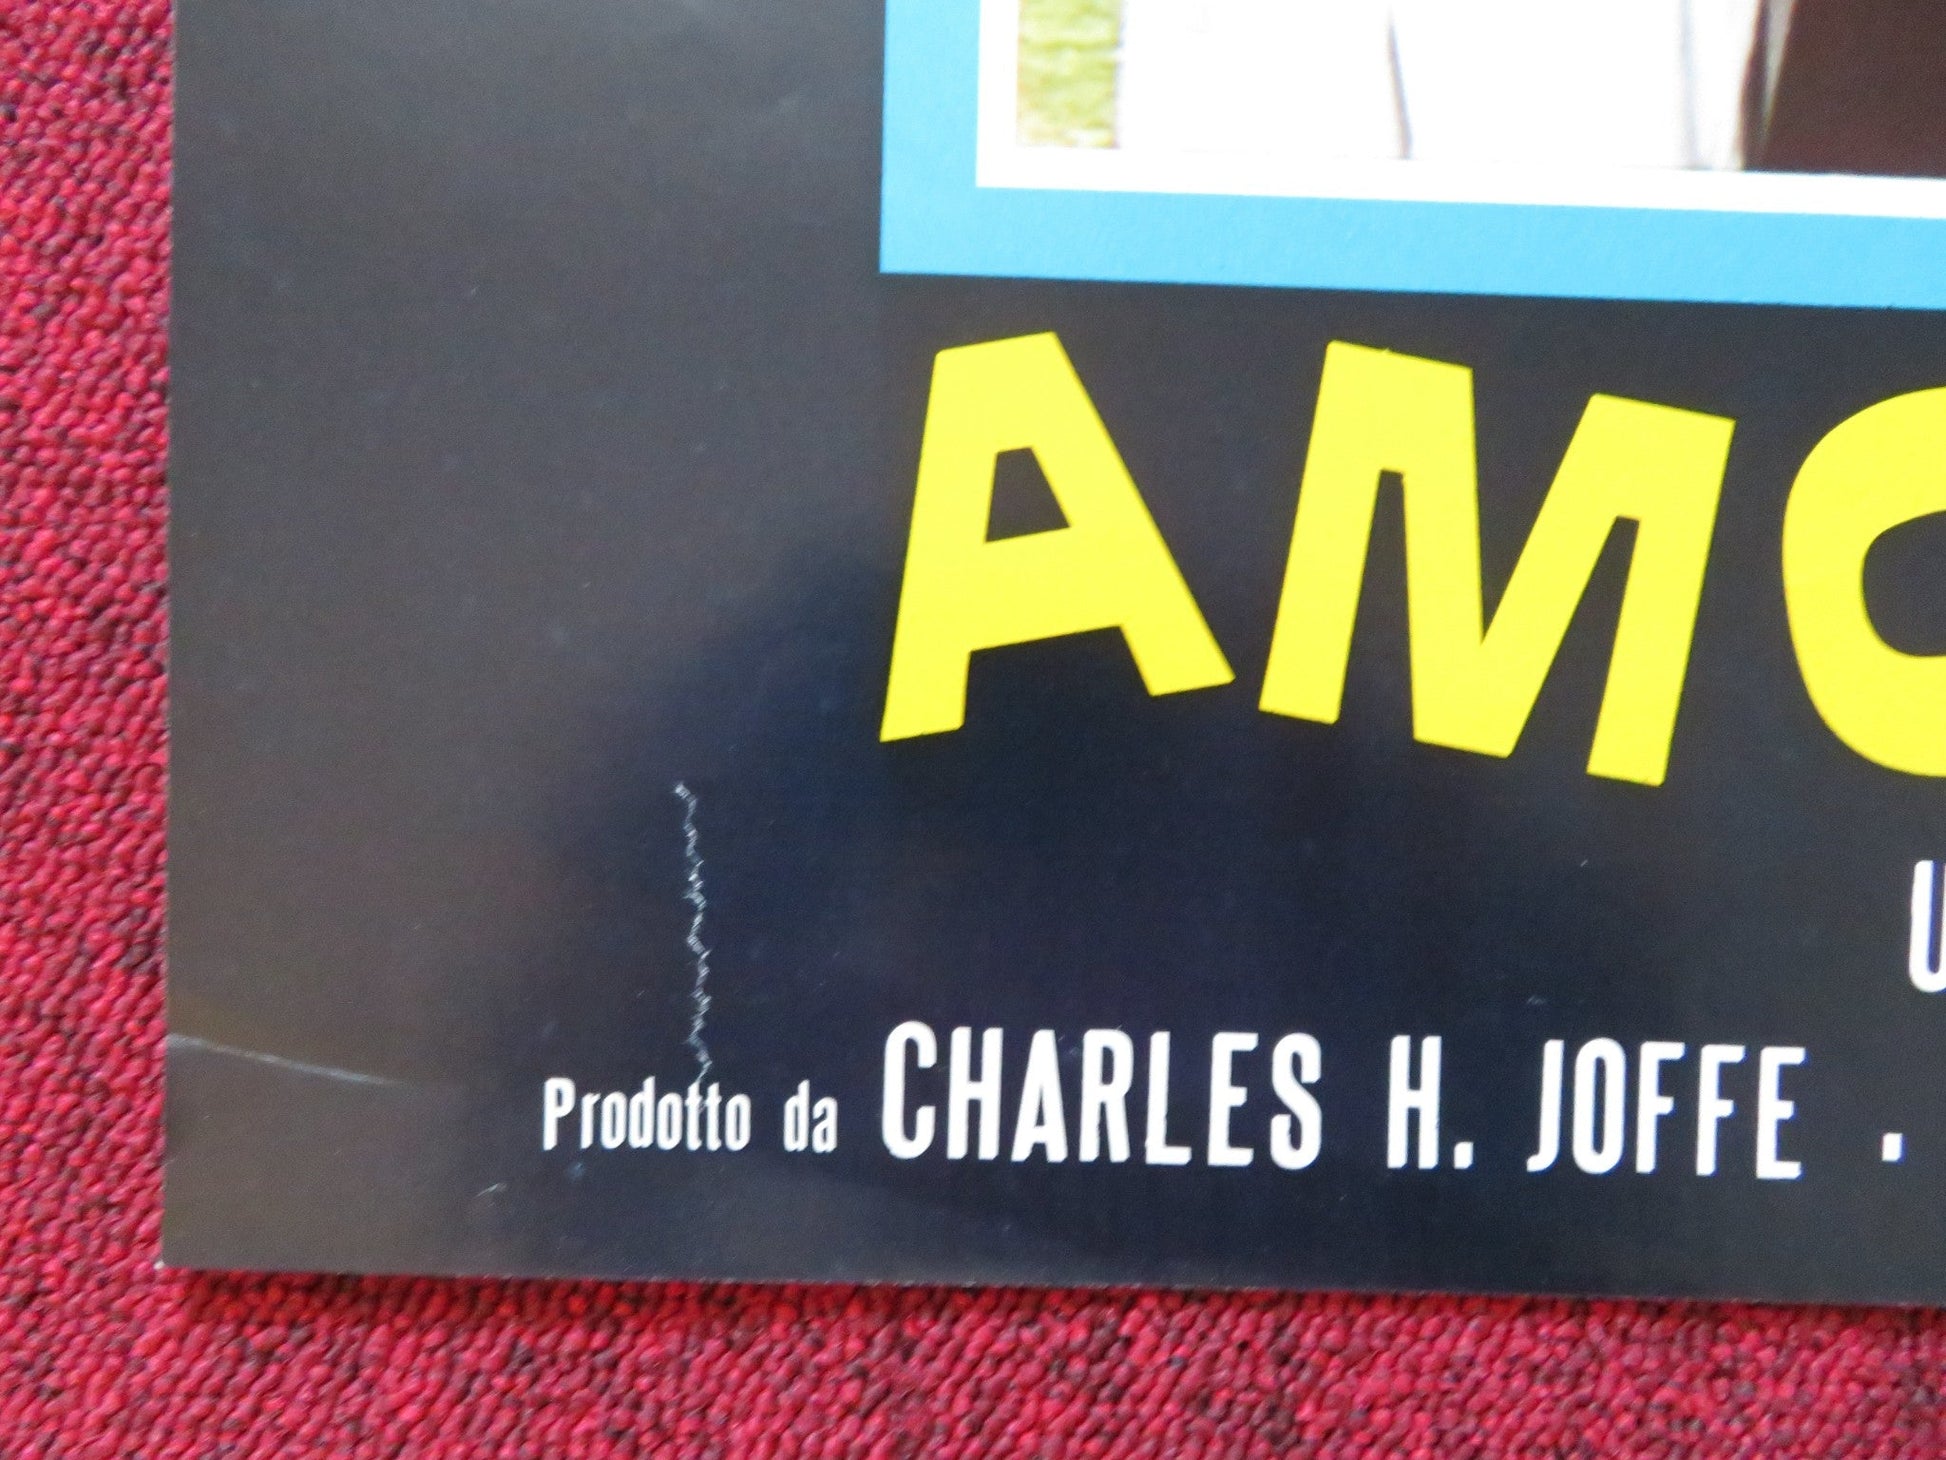 AMO
U
Prodotto da CHARLES H. JOFFE .